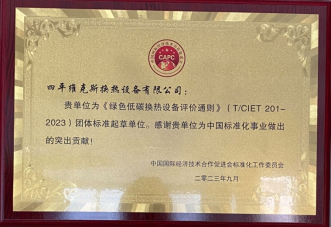 CAPC
四平维克斯换热设备有限公司：
贵单位为《绿色低碳换热设备评价通则》（T/CIET 201-
2023）团体标准起草单位。感谢贵单位为中国标准化事业做出
的突出贡献！
中国国际经济技术合作促进会标准化工作委员会
二〇二三年九月